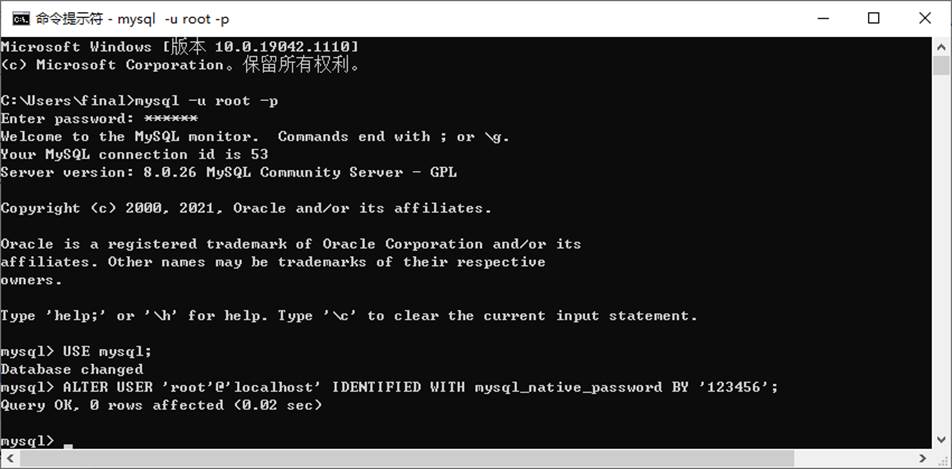 命令提示符 - mysql  -u root -p
Microsoft Windows [版本 10.0.19042.1110]
(c) Microsoft Corporation。保留所有权利。
C:\Users\final>mysql -u root -p
Enter password: ******
Welcome to the MySQL monitor.  Commands end with ; or \g.
Your MySQL connection id is 53
Server version: 8.0.26 MySQL Community Server - GPL
Copyright (c) 2000, 2021, Oracle and/or its affiliates.
Oracle is a registered trademark of Oracle Corporation and/or its
affiliates. Other names may be trademarks of their respective
owners.
Type 'help;' or '\h' for help. Type '\c' to clear the current input statement.
mysql> USE mysql;
Database changed
mysql> ALTER USER 'root'@'localhost' IDENTIFIED WITH mysql_native_password BY '123456';
Query OK, 0 rows affected (0.02 sec)
mysql> _